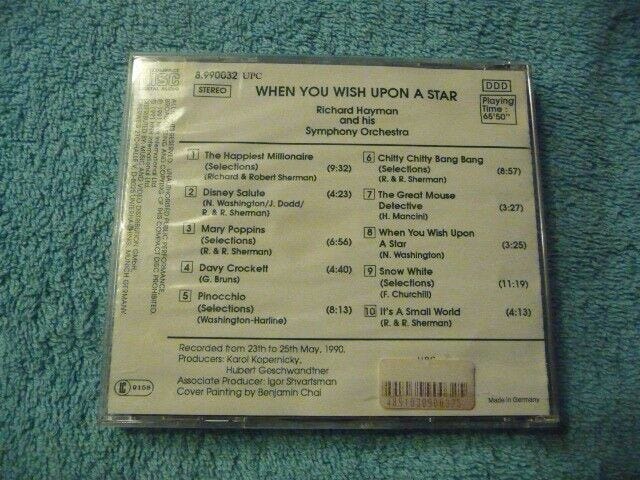 8.990032 UPC
STEREO
WHEN YOU WISH UPON A STAR
DDD
Richard Hayman
and his
Symphony Orchestra
Playing
Time:
65'50"
1 The Happiest Millionaire
(Selections) (9:32)
(Richard & Robert Sherman)
2 Disney Salute (4:23)
(N. Washington/J. Dodd/
R. & R. Sherman)
3 Mary Poppins
(Selections) (6:56)
(R. & R. Sherman)
4 Davy Crockett (4:40)
(G. Bruns)
5 Pinocchio
(Selections) (8:13)
(Washington-Harline)
6 Chitty Chitty Bang Bang
(Selections) (8:57)
(R. & R. Sherman)
7 The Great Mouse
Detective (3:27)
(H. Mancini)
8 When You Wish Upon
A Star (3:25)
(N. Washington)
9 Snow White
(Selections) (11:19)
(F. Churchill)
10 It's A Small World (4:13)
(R. & R. Sherman)
Recorded from 23th to 25th May, 1990.
Producers: Karol Kopernicky,
Hubert Geschwandtner
Associate Producer: Igor Shvartsman
Cover Painting by Benjamin Chai
Made in Germany
LC 9158
DIGITAL AUDIO